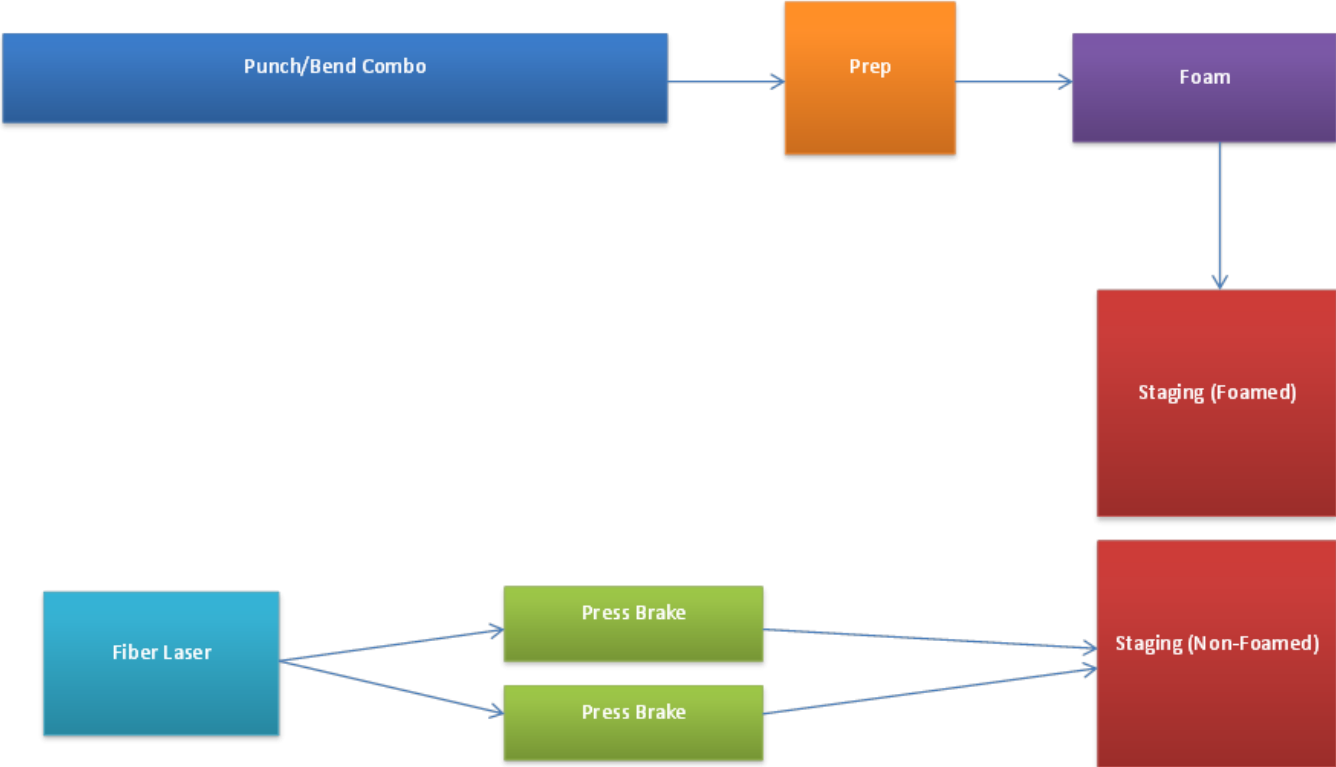 Punch/Bend Combo
Prep
Foam
Staging (Foamed)
Fiber Laser
Press Brake
Press Brake
Staging (Non-Foamed)